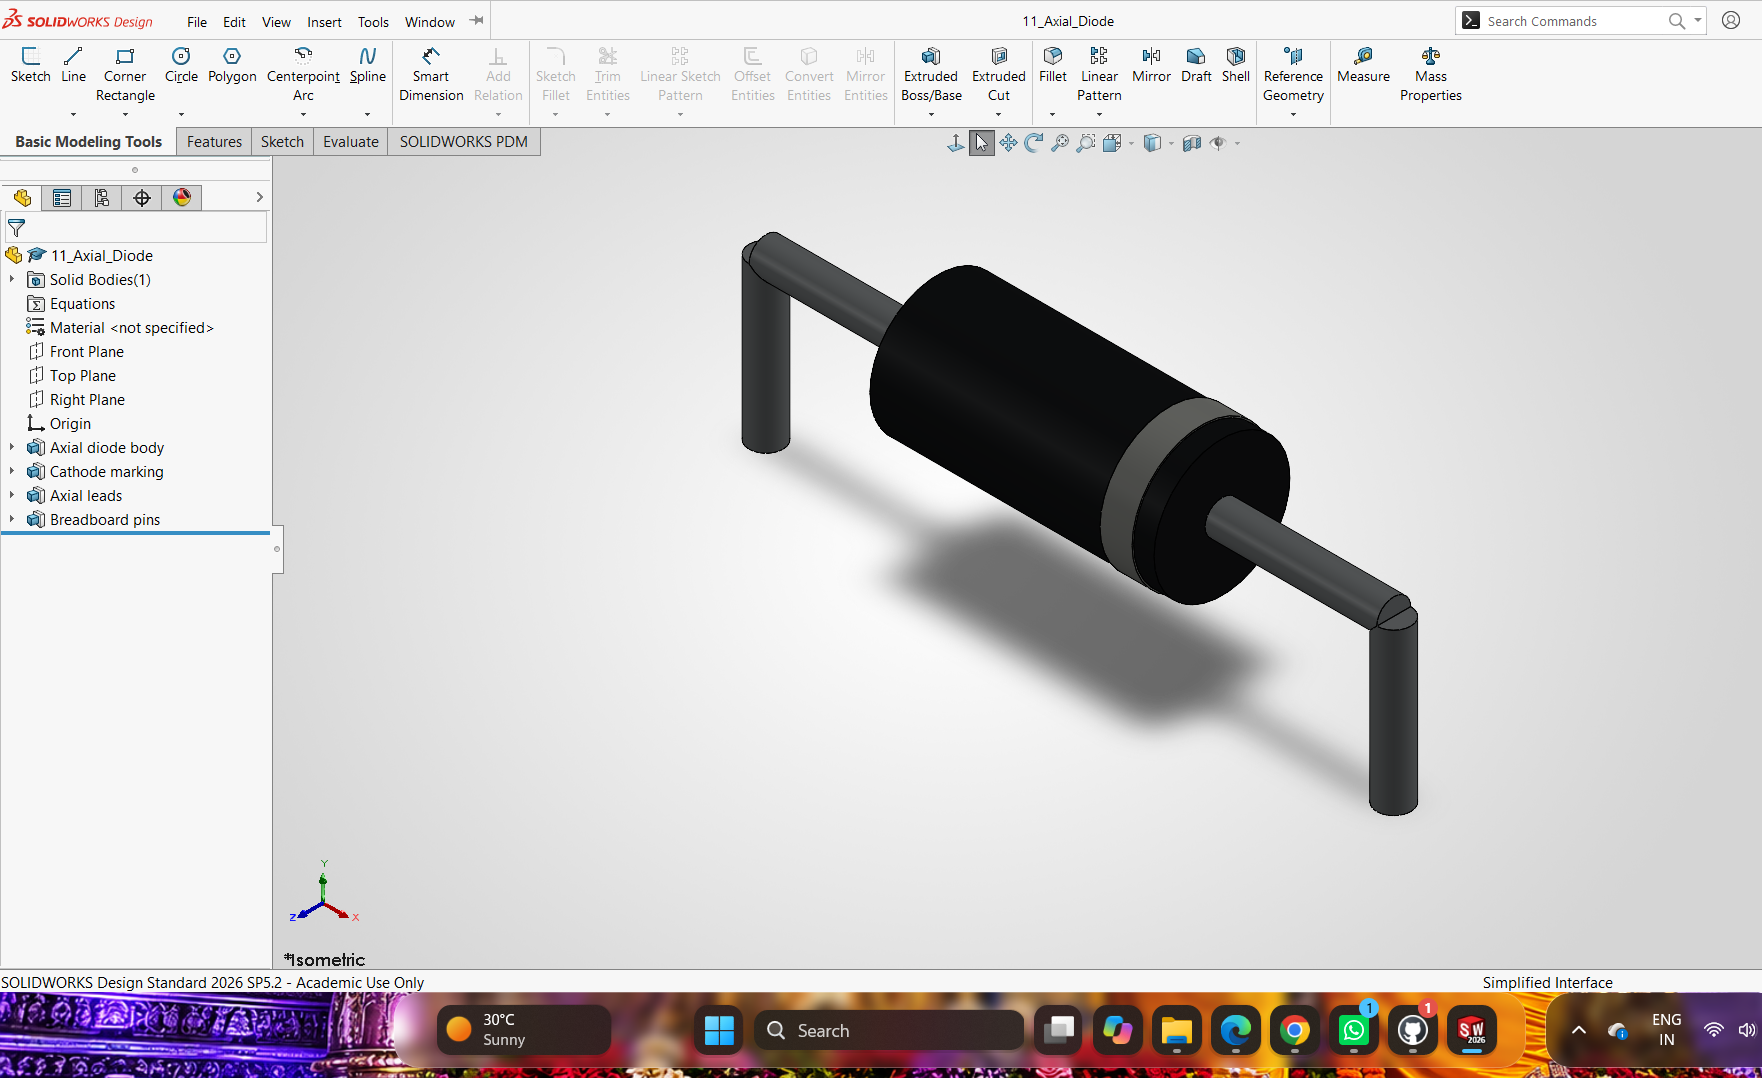 SOLIDWORKS Design File Edit View Insert Tools Window 11_Axial_Diode Search Commands
Sketch Line Corner Rectangle Circle Polygon Centerpoint Arc Spline Smart Dimension Add Relation Sketch Fillet Trim Entities Linear Sketch Pattern Offset Entities Convert Entities Mirror Entities Extruded Boss/Base Extruded Cut Fillet Linear Pattern Mirror Draft Shell Reference Geometry Measure Mass Properties
Basic Modeling Tools Features Sketch Evaluate SOLIDWORKS PDM
11_Axial_Diode
Solid Bodies(1)
Equations
Material <not specified>
Front Plane
Top Plane
Right Plane
Origin
Axial diode body
Cathode marking
Axial leads
Breadboard pins
Y
Z X
*Isometric
SOLIDWORKS Design Standard 2026 SP5.2 - Academic Use Only Simplified Interface
30°C
Sunny
Search
1
1
SW
2026
ENG
IN